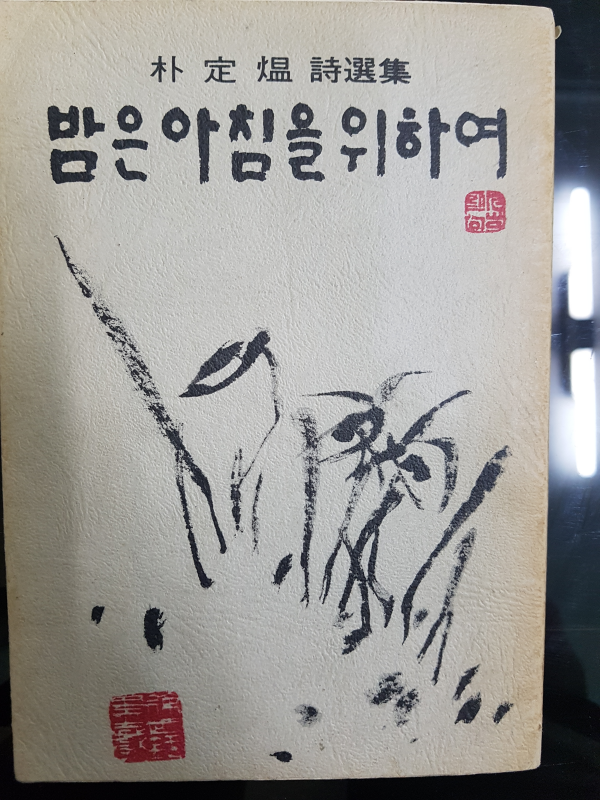 朴定熅 詩選集
밤은 아침을 위하여